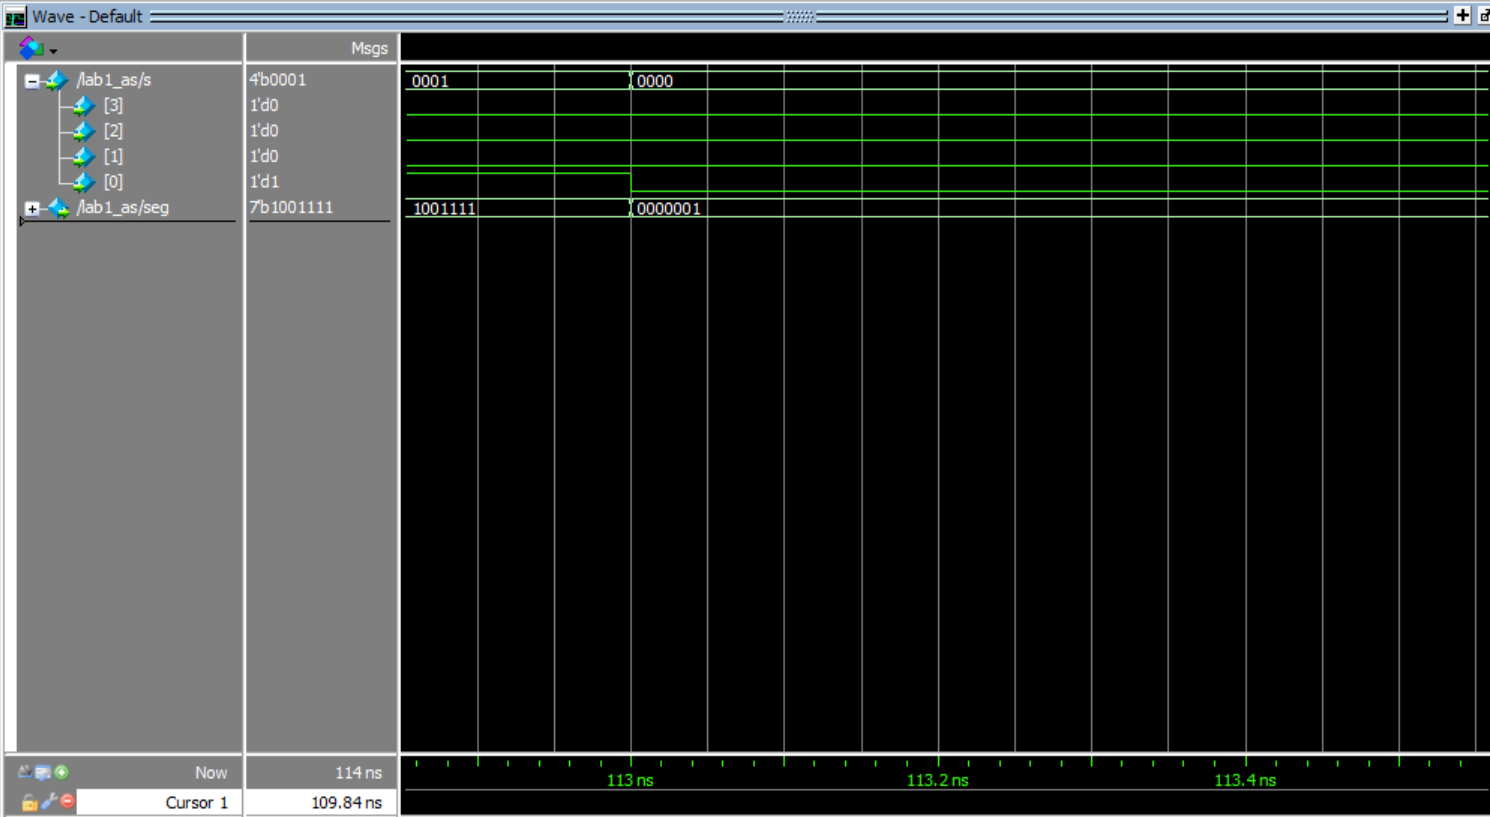 Wave - Default
Msgs
/lab1_as/s 4'b0001 0001 0000
[3] 1'd0
[2] 1'd0
[1] 1'd0
[0] 1'd1
/lab1_as/seg 7'b1001111 1001111 0000001
Now 114 ns 113 ns 113.2 ns 113.4 ns
Cursor 1 109.84 ns